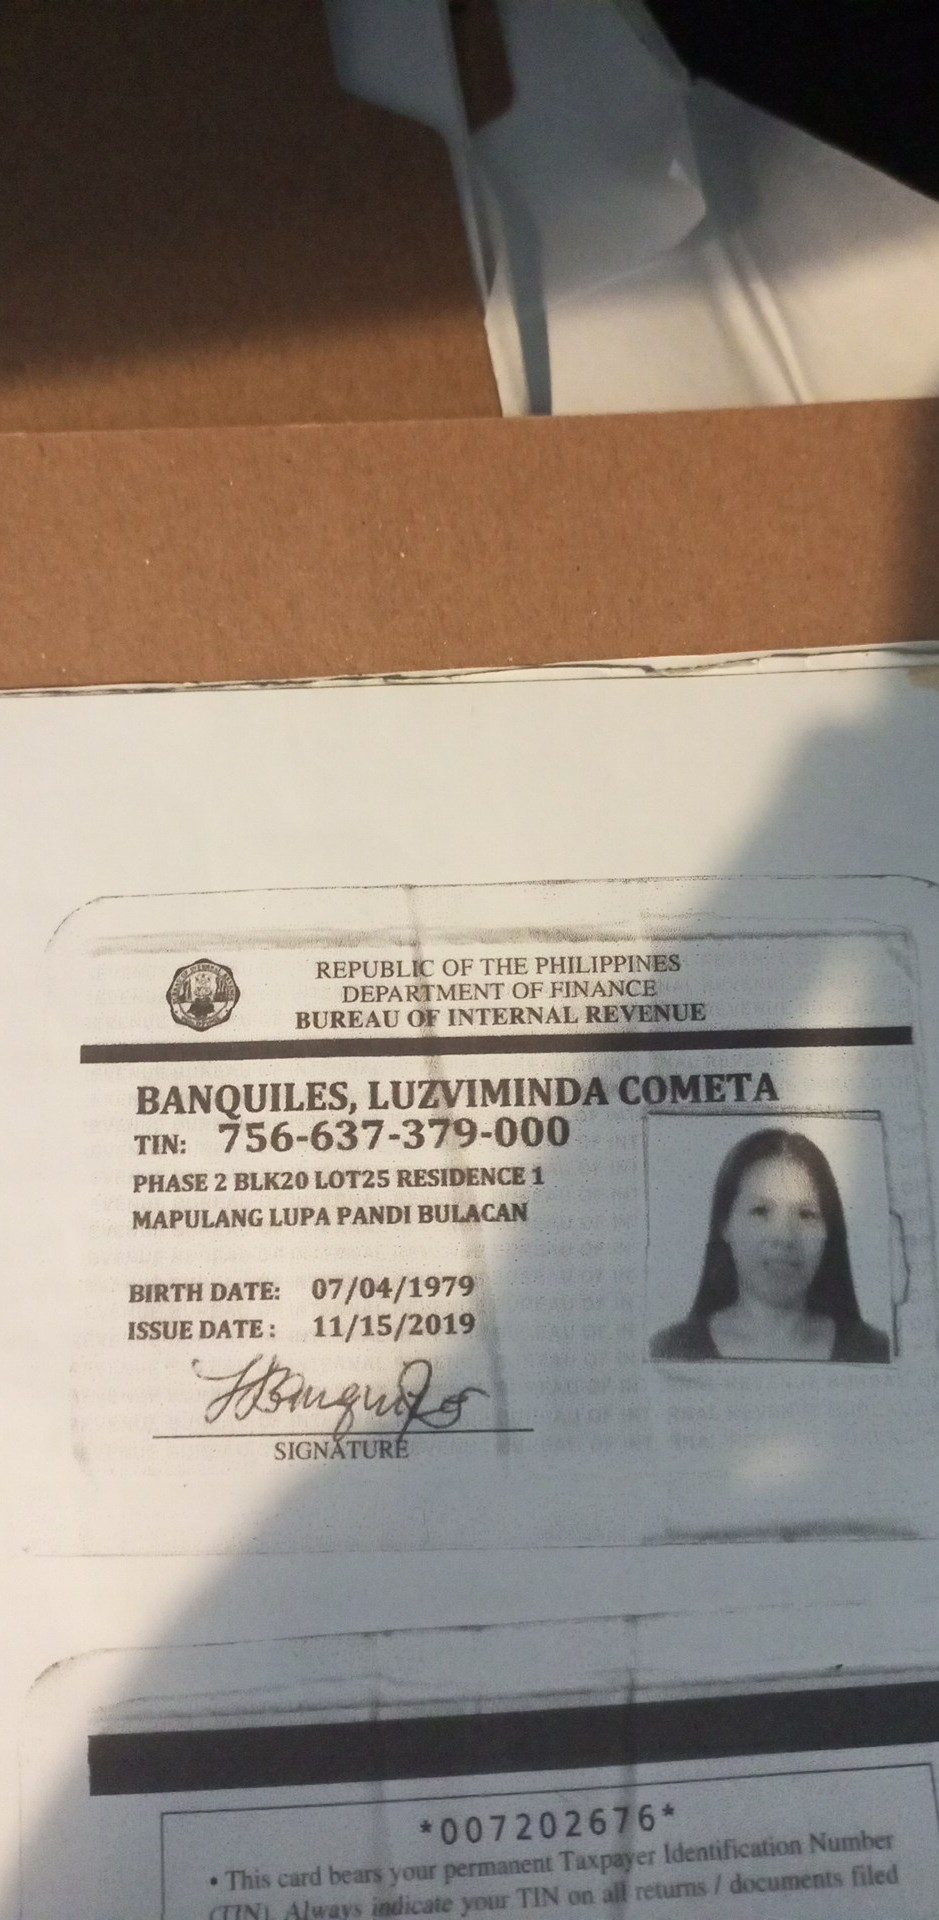 REPUBLIC OF THE PHILIPPINES
DEPARTMENT OF FINANCE
BUREAU OF INTERNAL REVENUE
BANQUILES, LUZVIMINDA COMETA
TIN: 756-637-379-000
PHASE 2 BLK20 LOT25 RESIDENCE 1
MAPULANG LUPA PANDI BULACAN
BIRTH DATE: 07/04/1979
ISSUE DATE : 11/15/2019
SIGNATURE
*007202676*
• This card bears your permanent Taxpayer Identification Number
(TIN). Always indicate your TIN on all returns / documents filed